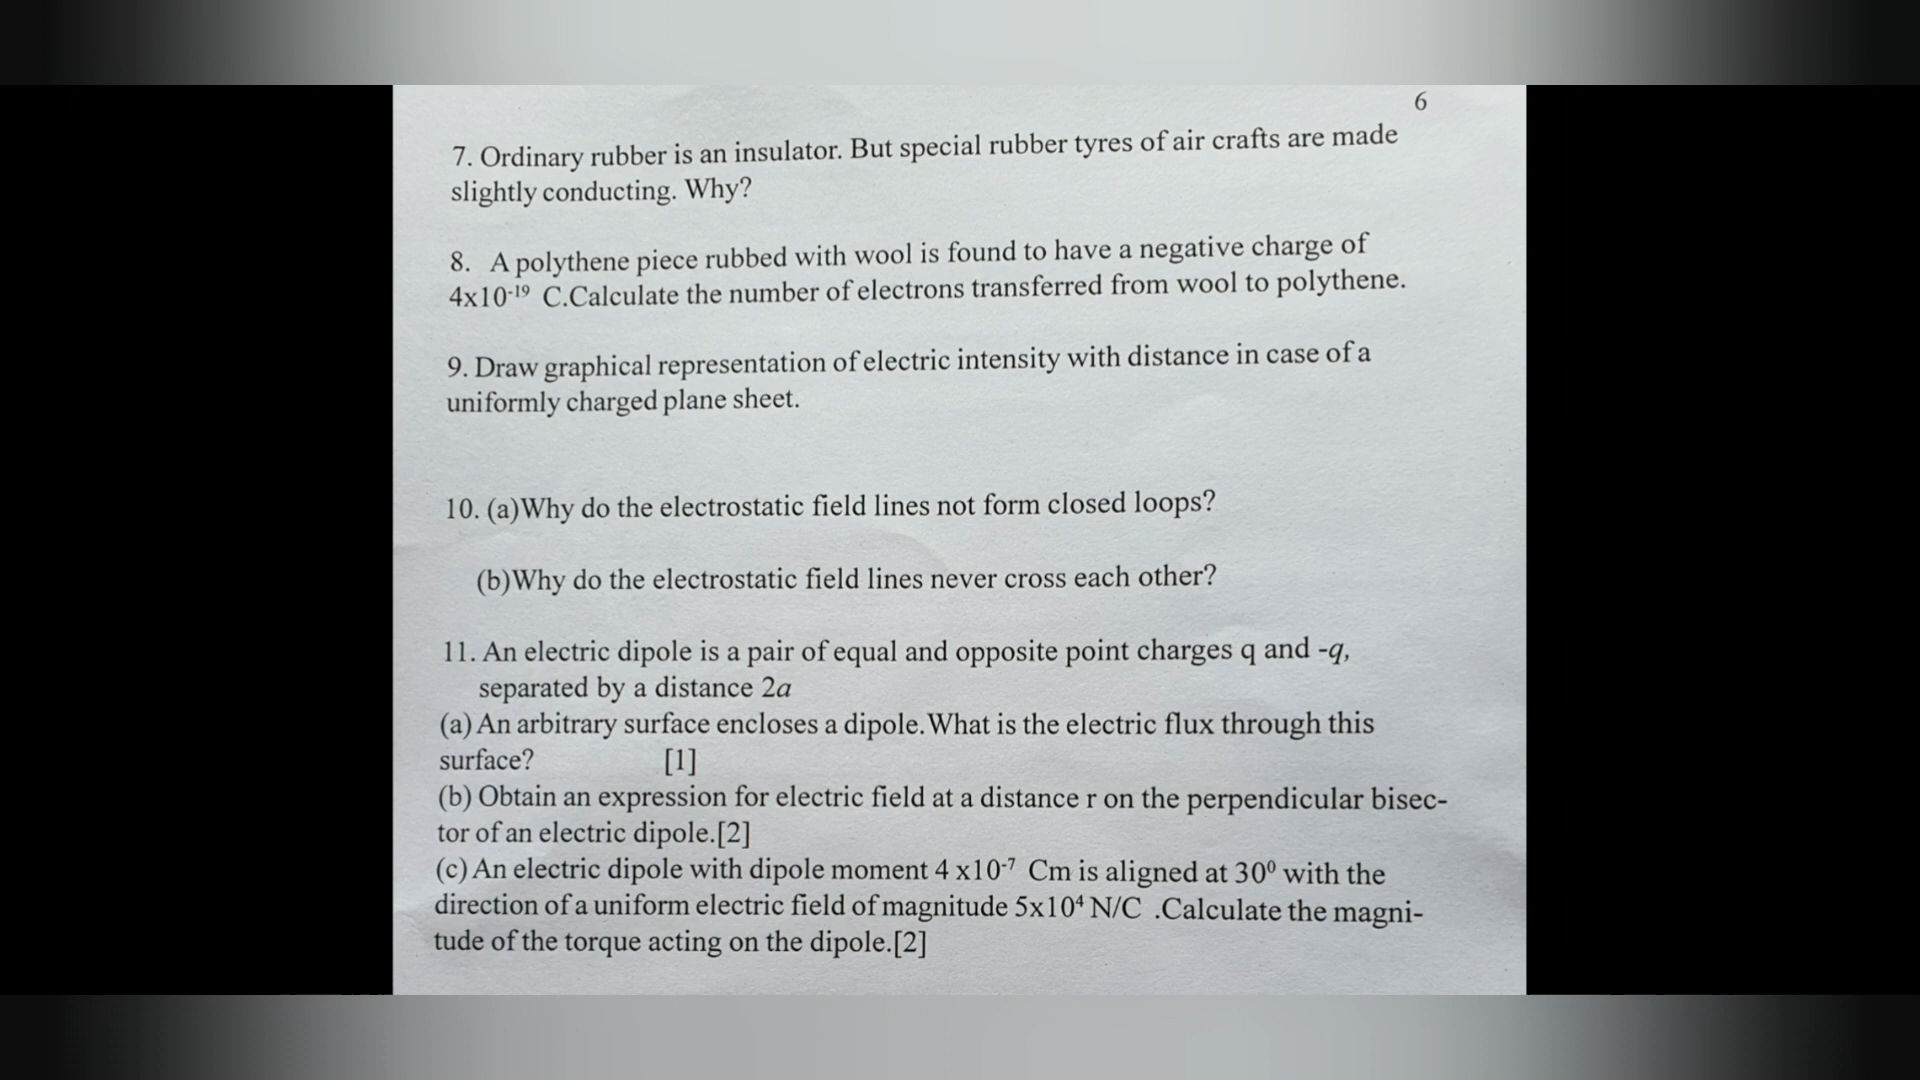 6
7. Ordinary rubber is an insulator. But special rubber tyres of air crafts are made
slightly conducting. Why?
8. A polythene piece rubbed with wool is found to have a negative charge of
4x10⁻¹⁹ C.Calculate the number of electrons transferred from wool to polythene.
9. Draw graphical representation of electric intensity with distance in case of a
uniformly charged plane sheet.
10. (a)Why do the electrostatic field lines not form closed loops?
(b)Why do the electrostatic field lines never cross each other?
11. An electric dipole is a pair of equal and opposite point charges q and -q,
separated by a distance 2a
(a) An arbitrary surface encloses a dipole.What is the electric flux through this
surface? [1]
(b) Obtain an expression for electric field at a distance r on the perpendicular bisec-
tor of an electric dipole.[2]
(c) An electric dipole with dipole moment 4 x10⁻⁷ Cm is aligned at 30⁰ with the
direction of a uniform electric field of magnitude 5x10⁴ N/C .Calculate the magni-
tude of the torque acting on the dipole.[2]